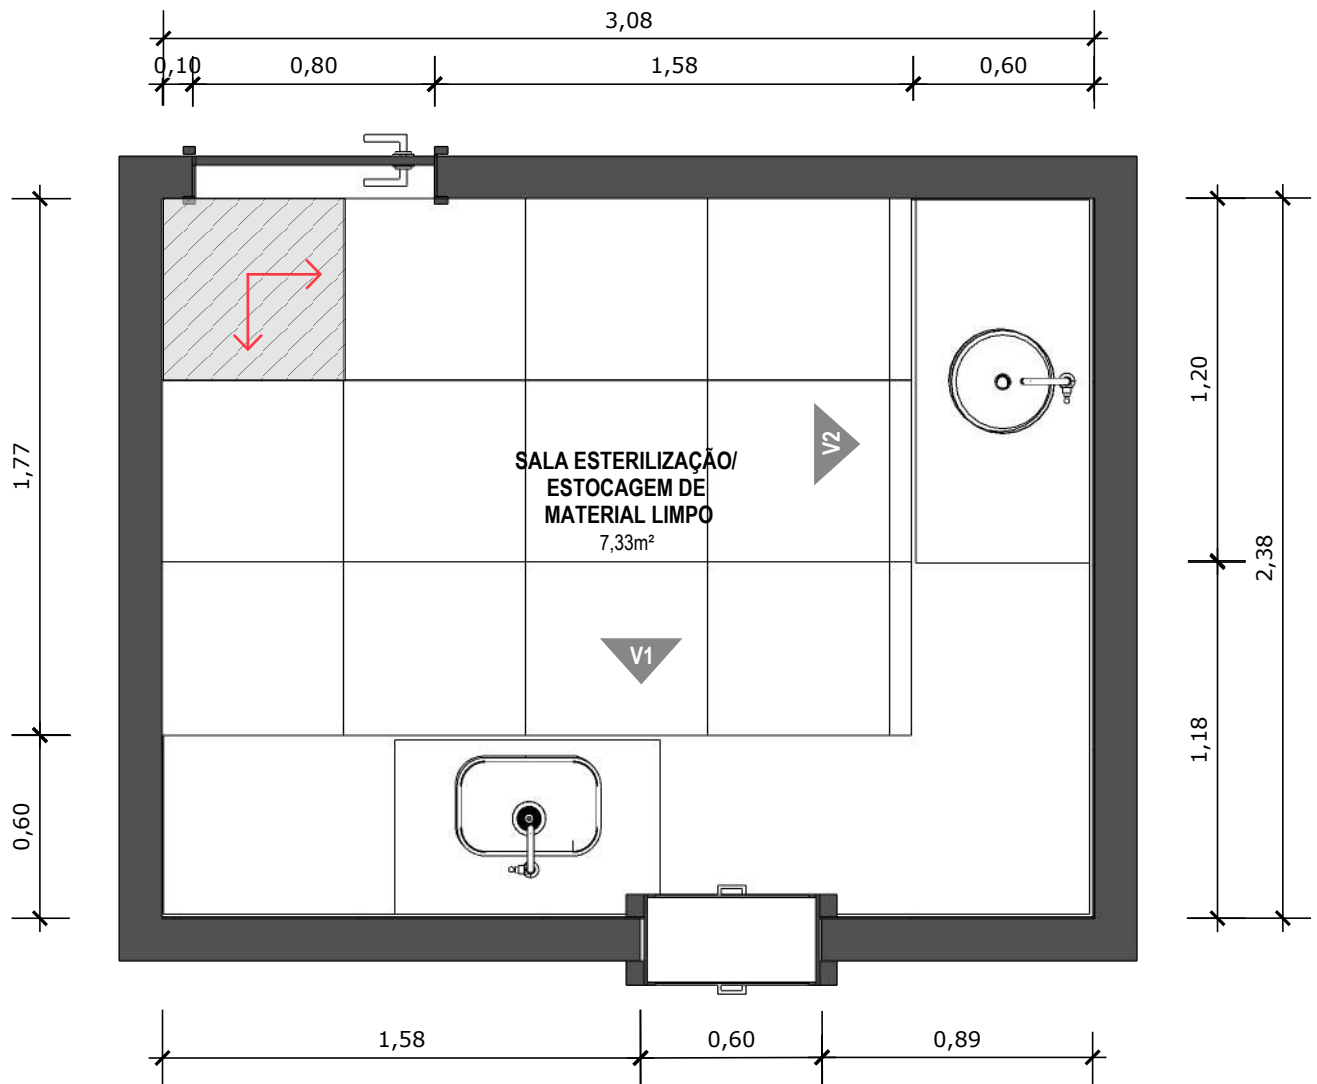 3,08
0,10
0,80
1,58
0,60
1,77
0,60
SALA ESTERILIZAÇÃO/
ESTOCAGEM DE
MATERIAL LIMPO
7,33m²
V2
V1
1,20
1,18
2,38
1,58
0,60
0,89